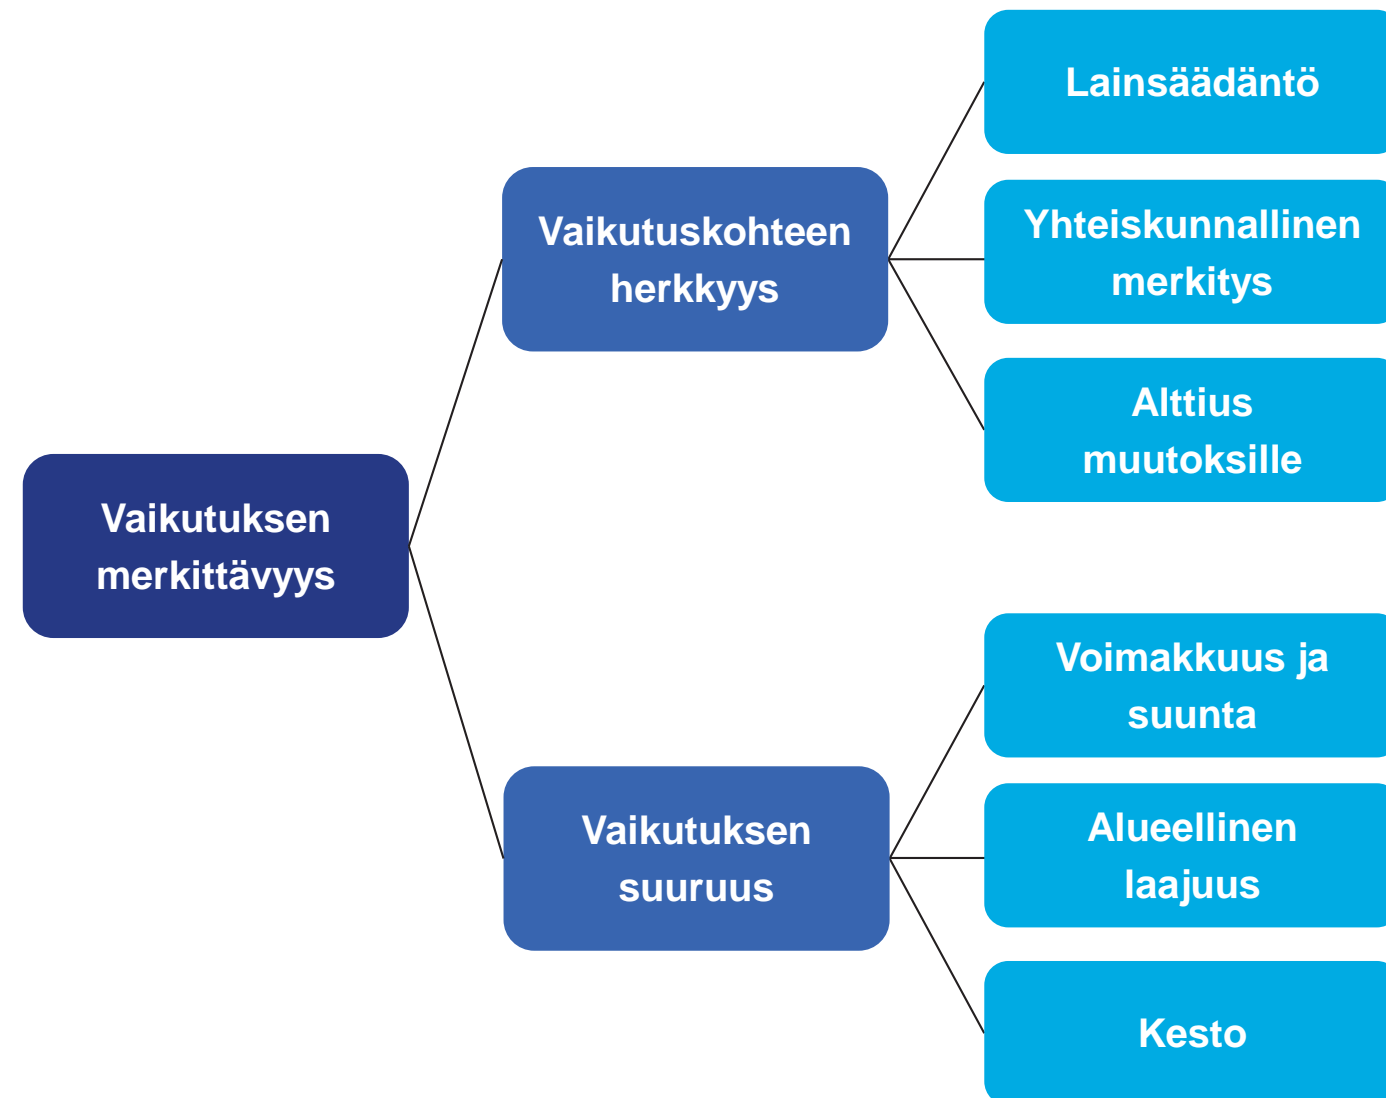 Lainsäädäntö
Vaikutuskohteen
herkkyys
Yhteiskunnallinen
merkitys
Alttius
muutoksille
Vaikutuksen
merkittävyys
Voimakkuus ja
suunta
Vaikutuksen
suuruus
Alueellinen
laajuus
Kesto